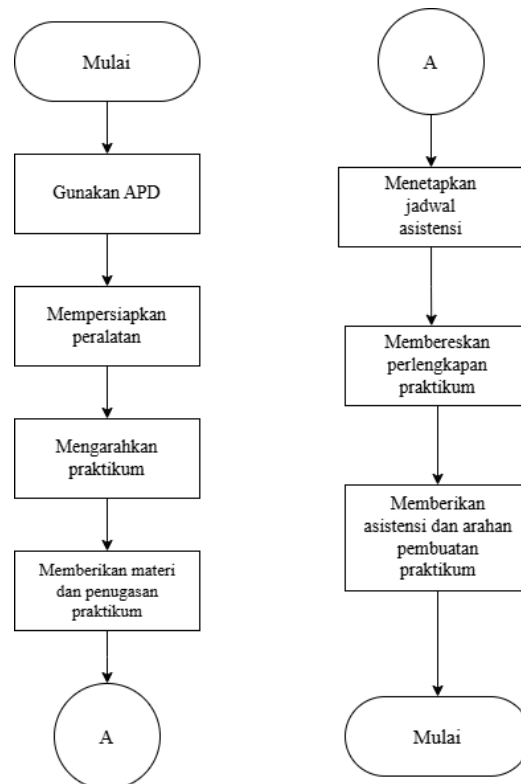 Mulai
Gunakan APD
Mempersiapkan
peralatan
Mengarahkan
praktikum
Memberikan materi
dan penugasan
praktikum
A
A
Menetapkan
jadwal
asistensi
Membereskan
perlengkapan
praktikum
Memberikan
asistensi dan arahan
pembuatan
praktikum
Mulai